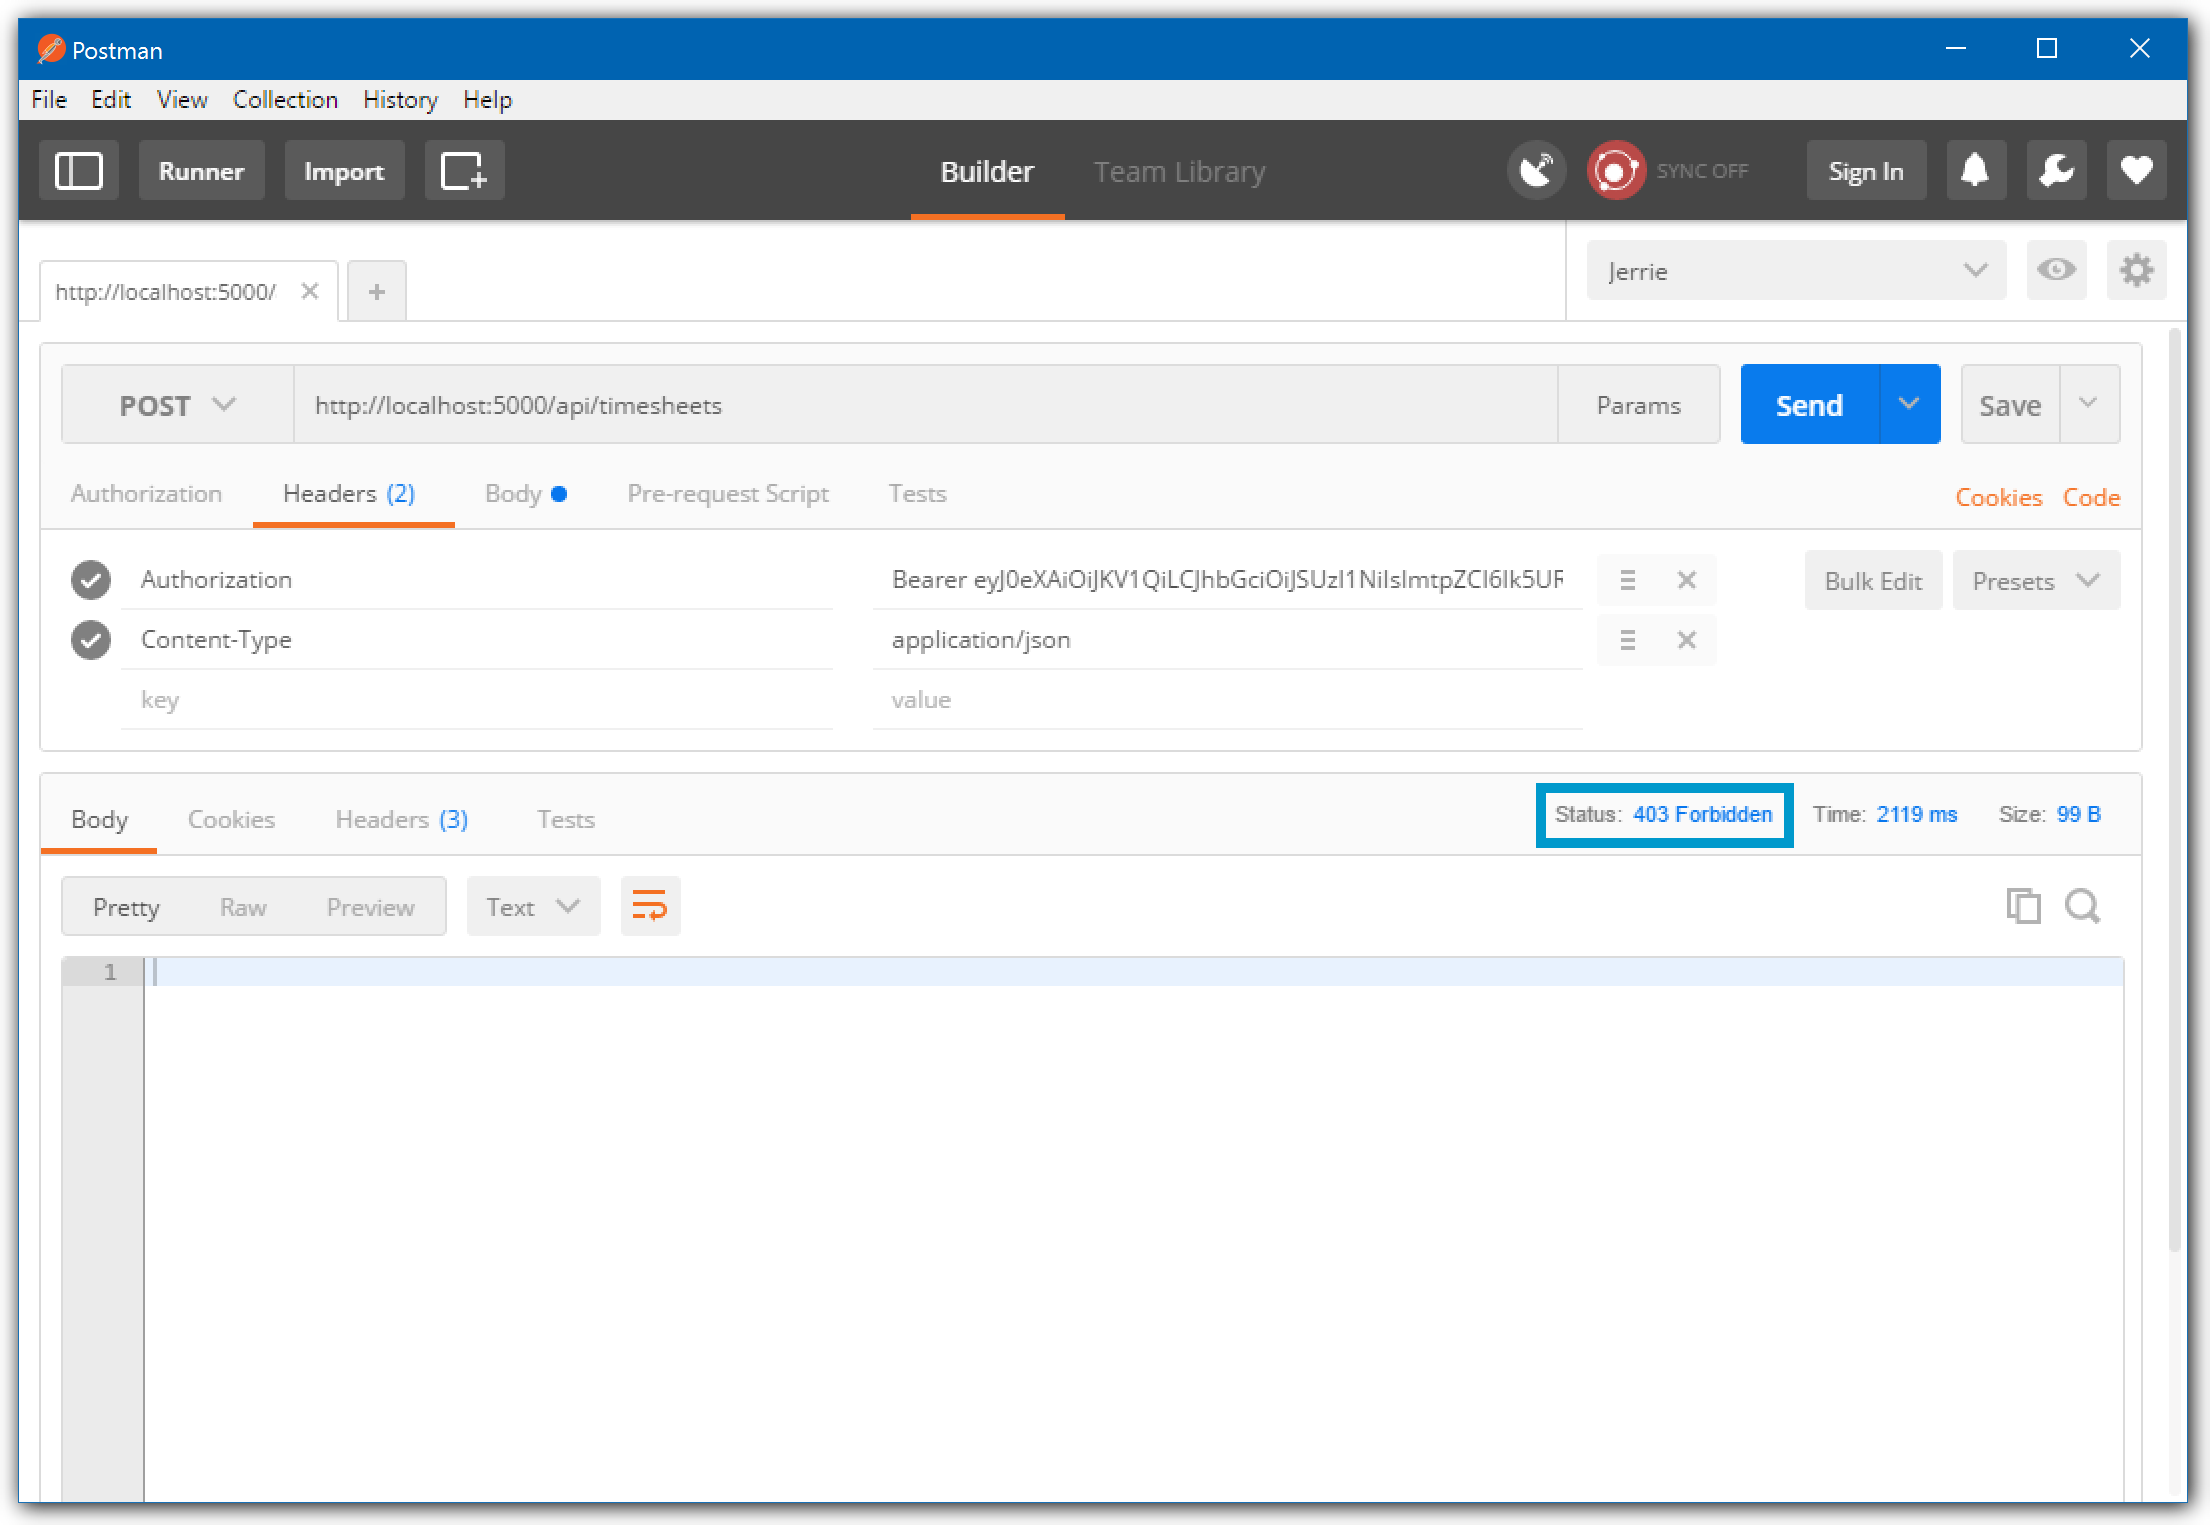 Postman
File Edit View Collection History Help
Runner Import Builder Team Library SYNC OFF Sign In
http://localhost:5000/ Jerrie
POST http://localhost:5000/api/timesheets Params Send Save
Authorization Headers (2) Body Pre-request Script Tests Cookies Code
Authorization Bearer eyJ0eXAiOiJKV1QiLCJhbGciOiJSUzI1NiIsImtpZCI6Ik5UR Bulk Edit Presets
Content-Type application/json
key value
Body Cookies Headers (3) Tests Status: 403 Forbidden Time: 2119 ms Size: 99 B
Pretty Raw Preview Text
1